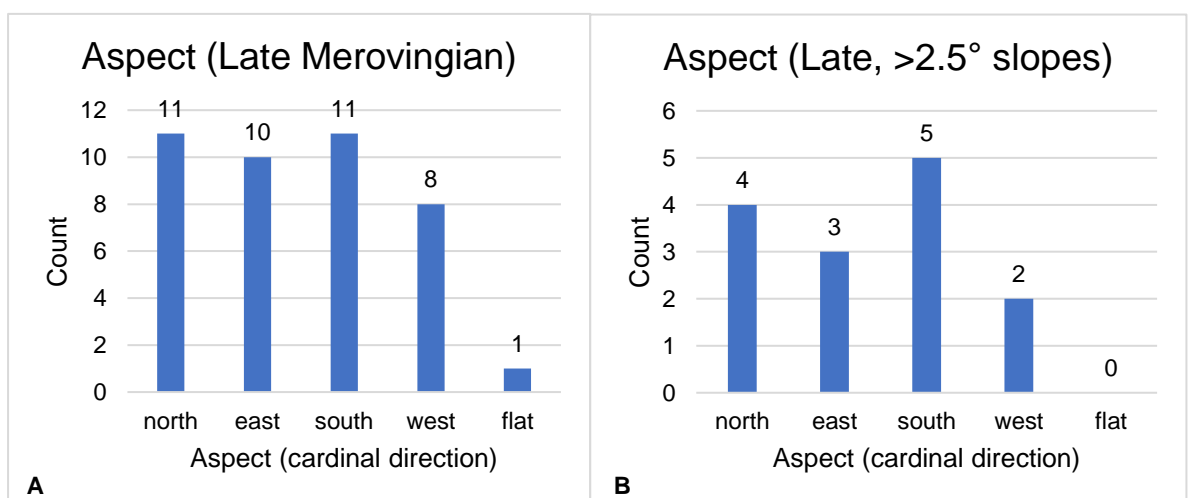 Aspect (Late Merovingian)
12
10
8
6
4
2
0
Count
11
10
11
8
1
north east south west flat
Aspect (cardinal direction)
A
Aspect (Late, >2.5° slopes)
6
5
4
3
2
1
0
Count
4
3
5
2
0
north east south west flat
Aspect (cardinal direction)
B